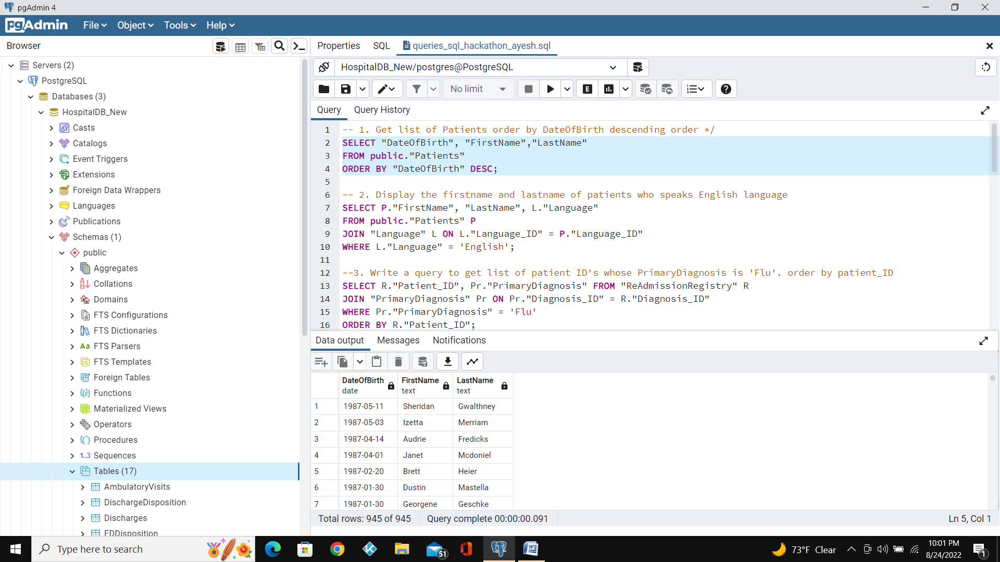 pgAdmin 4
pgAdmin File Object Tools Help
Browser
Properties SQL queries_sql_hackathon_ayesh.sql
Servers (2)
PostgreSQL
Databases (3)
HospitalDB_New
Casts
Catalogs
Event Triggers
Extensions
Foreign Data Wrappers
Languages
Publications
Schemas (1)
public
Aggregates
Collations
Domains
FTS Configurations
FTS Dictionaries
Aa FTS Parsers
FTS Templates
Foreign Tables
Functions
Materialized Views
Operators
Procedures
1..3 Sequences
Tables (17)
AmbulatoryVisits
DischargeDisposition
Discharges
EDDisposition
HospitalDB_New/postgres@PostgreSQL
No limit
E
Query Query History
1 -- 1. Get list of Patients order by DateOfBirth descending order */
2 SELECT "DateOfBirth", "FirstName","LastName"
3 FROM public."Patients"
4 ORDER BY "DateOfBirth" DESC;
5
6 -- 2. Display the firstname and lastname of patients who speaks English language
7 SELECT P."FirstName", "LastName", L."Language"
8 FROM public."Patients" P
9 JOIN "Language" L ON L."Language_ID" = P."Language_ID"
10 WHERE L."Language" = 'English';
11
12 --3. Write a query to get list of patient ID's whose PrimaryDiagnosis is 'Flu'. order by patient_ID
13 SELECT R."Patient_ID", Pr."PrimaryDiagnosis" FROM "ReAdmissionRegistry" R
14 JOIN "PrimaryDiagnosis" Pr ON Pr."Diagnosis_ID" = R."Diagnosis_ID"
15 WHERE Pr."PrimaryDiagnosis" = 'Flu'
16 ORDER BY R."Patient_ID";
Data output Messages Notifications
DateOfBirth FirstName LastName
date text text
1 1987-05-11 Sheridan Gwalthney
2 1987-05-03 Izetta Merriam
3 1987-04-14 Audrie Fredicks
4 1987-04-01 Janet Mcdoniel
5 1987-02-20 Brett Heier
6 1987-01-30 Dustin Mastella
7 1987-01-30 Georgene Geschke
Total rows: 945 of 945 Query complete 00:00:00.091 Ln 5, Col 1
Type here to search
51
73°F Clear
10:01 PM
8/24/2022
1